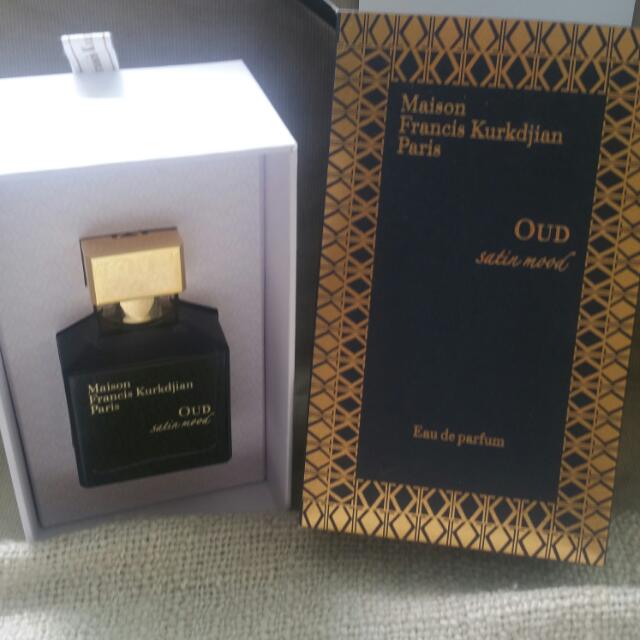 Maison
Francis Kurkdjian
Paris
OUD
satin mood
Maison
Francis Kurkdjian
Paris
OUD
satin mood
Eau de parfum